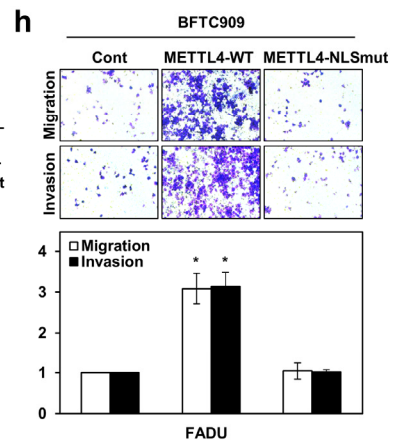 h
BFTC909
Cont METTL4-WT METTL4-NLSmut
Migration
Invasion
t
4
Migration
Invasion
3
* *
2
1
0
FADU